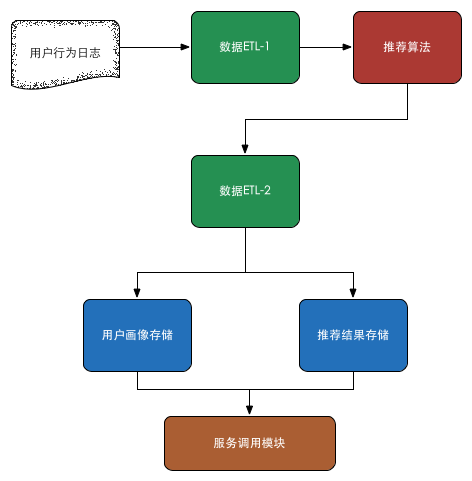 用户行为日志
数据ETL-1
推荐算法
数据ETL-2
用户画像存储
推荐结果存储
服务调用模块